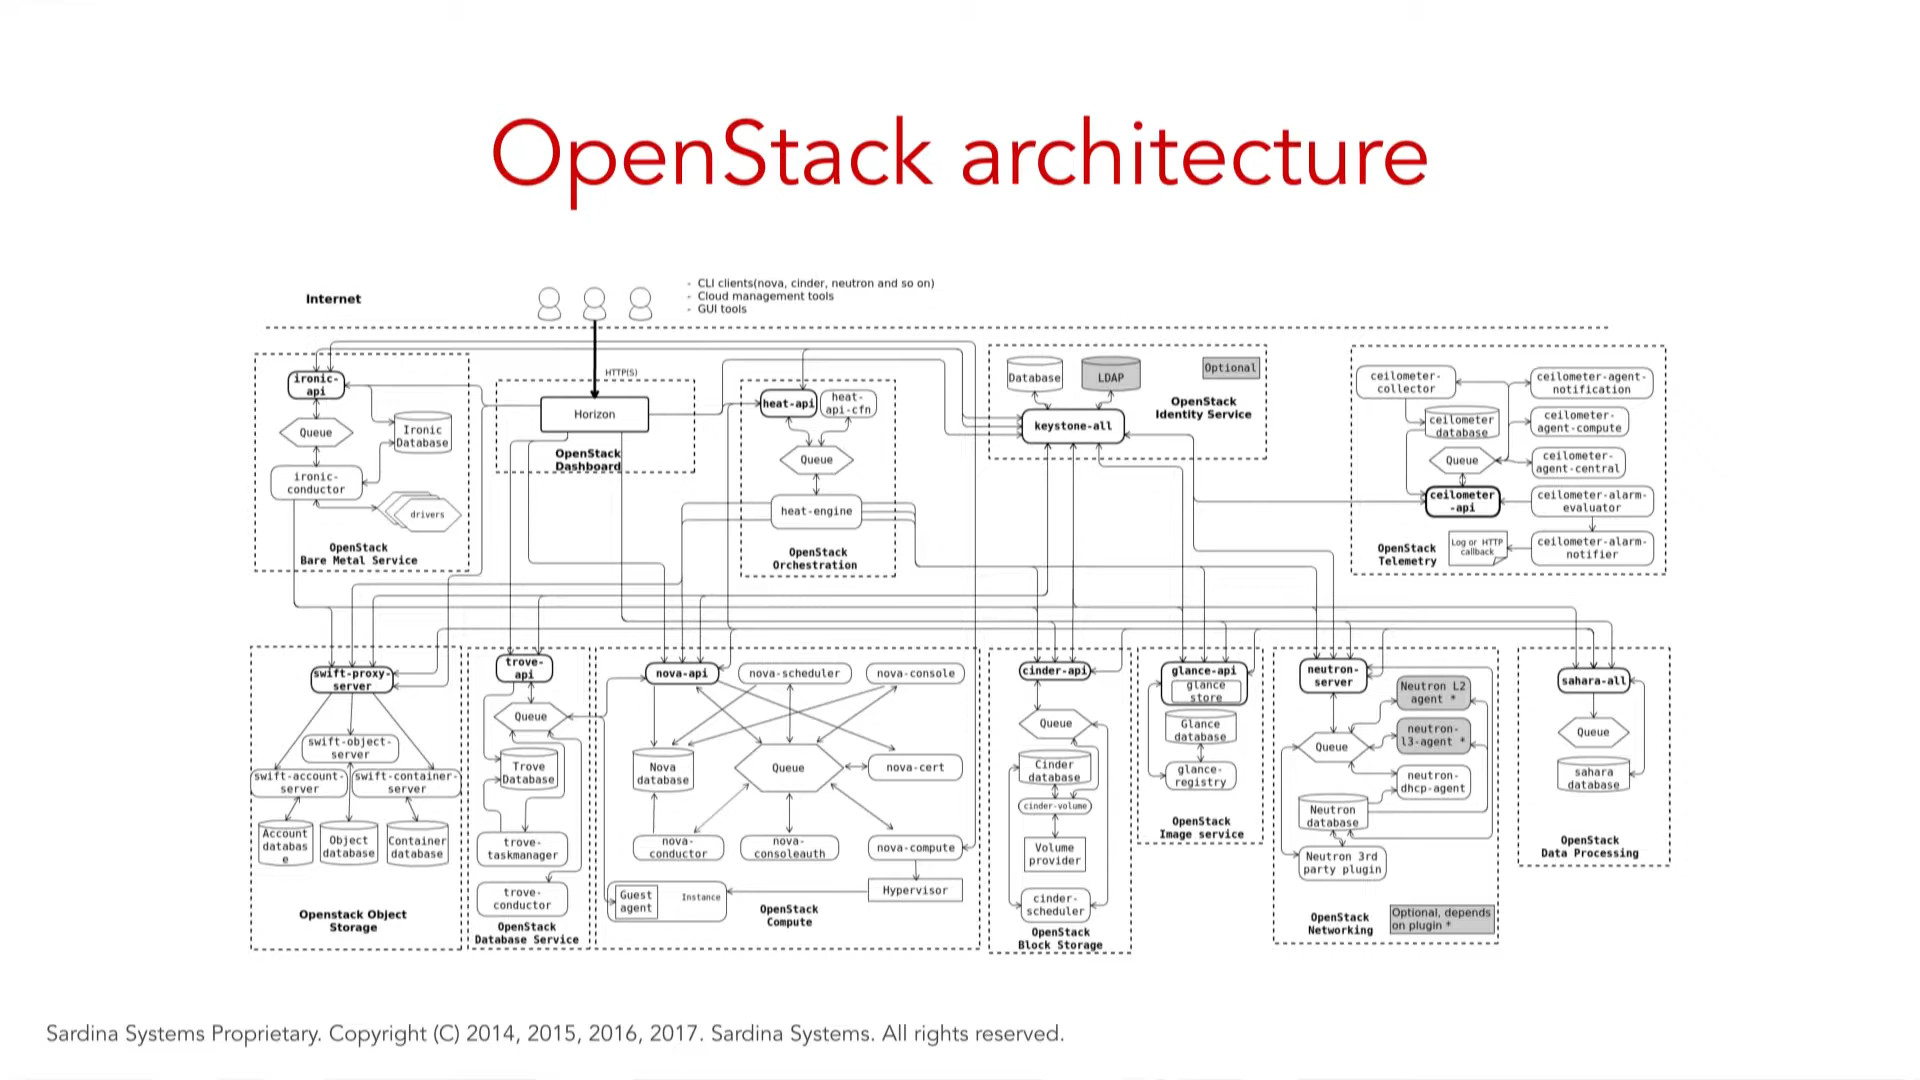 OpenStack architecture
Internet
- CLI clients(nova, cinder, neutron and so on)
- Cloud management tools
- GUI tools
HTTP(S)
ironic-
api
Queue
Ironic
Database
ironic-
conductor
drivers
OpenStack
Bare Metal Service
Horizon
OpenStack
Dashboard
heat-api
heat-
api-cfn
Queue
heat-engine
OpenStack
Orchestration
Database
LDAP
Optional
OpenStack
Identity Service
keystone-all
ceilometer-
collector
ceilometer-agent-
notification
ceilometer
database
ceilometer-
agent-compute
Queue
ceilometer-
agent-central
ceilometer
-api
ceilometer-alarm-
evaluator
Log or HTTP
callback
ceilometer-alarm-
notifier
OpenStack
Telemetry
swift-proxy-
server
swift-object-
server
swift-account-
server
swift-container-
server
Account
databas
e
Object
database
Container
database
Openstack Object
Storage
trove-
api
Queue
Trove
Database
trove-
taskmanager
trove-
conductor
OpenStack
Database Service
nova-api
nova-scheduler
nova-console
Nova
database
Queue
nova-cert
nova-
conductor
nova-
consoleauth
nova-compute
Hypervisor
Guest
agent
Instance
OpenStack
Compute
cinder-api
Queue
Cinder
database
cinder-volume
Volume
provider
cinder-
scheduler
OpenStack
Block Storage
glance-api
glance
store
Glance
database
glance-
registry
OpenStack
Image service
neutron-
server
Neutron L2
agent *
neutron-
l3-agent *
Queue
neutron-
dhcp-agent
Neutron
database
Neutron 3rd
party plugin
OpenStack
Networking
Optional, depends
on plugin *
sahara-all
Queue
sahara
database
OpenStack
Data Processing
Sardina Systems Proprietary. Copyright (C) 2014, 2015, 2016, 2017. Sardina Systems. All rights reserved.